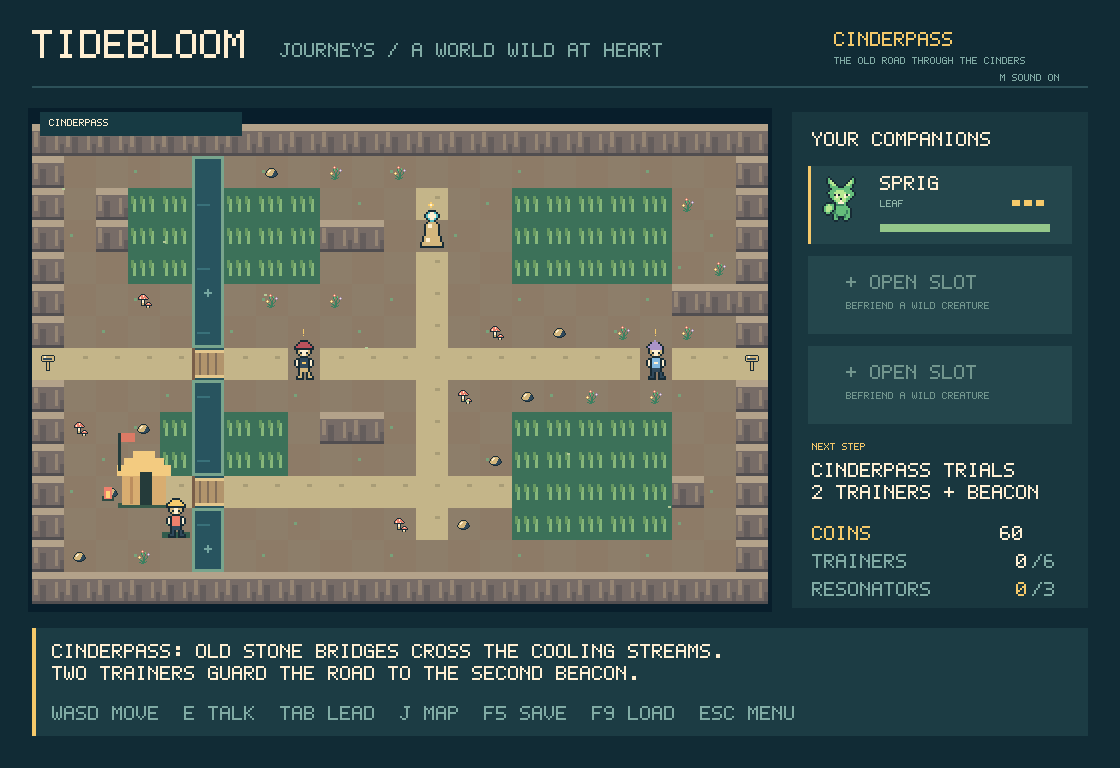 TIDEBLOOM
JOURNEYS / A WORLD WILD AT HEART
CINDERPASS
THE OLD ROAD THROUGH THE CINDERS
M SOUND ON
CINDERPASS
YOUR COMPANIONS
SPRIG
LEAF
+ OPEN SLOT
BEFRIEND A WILD CREATURE
+ OPEN SLOT
BEFRIEND A WILD CREATURE
NEXT STEP
CINDERPASS TRIALS
2 TRAINERS + BEACON
COINS 60
TRAINERS 0/6
RESONATORS 0/3
CINDERPASS: OLD STONE BRIDGES CROSS THE COOLING STREAMS.
TWO TRAINERS GUARD THE ROAD TO THE SECOND BEACON.
WASD MOVE E TALK TAB LEAD J MAP F5 SAVE F9 LOAD ESC MENU